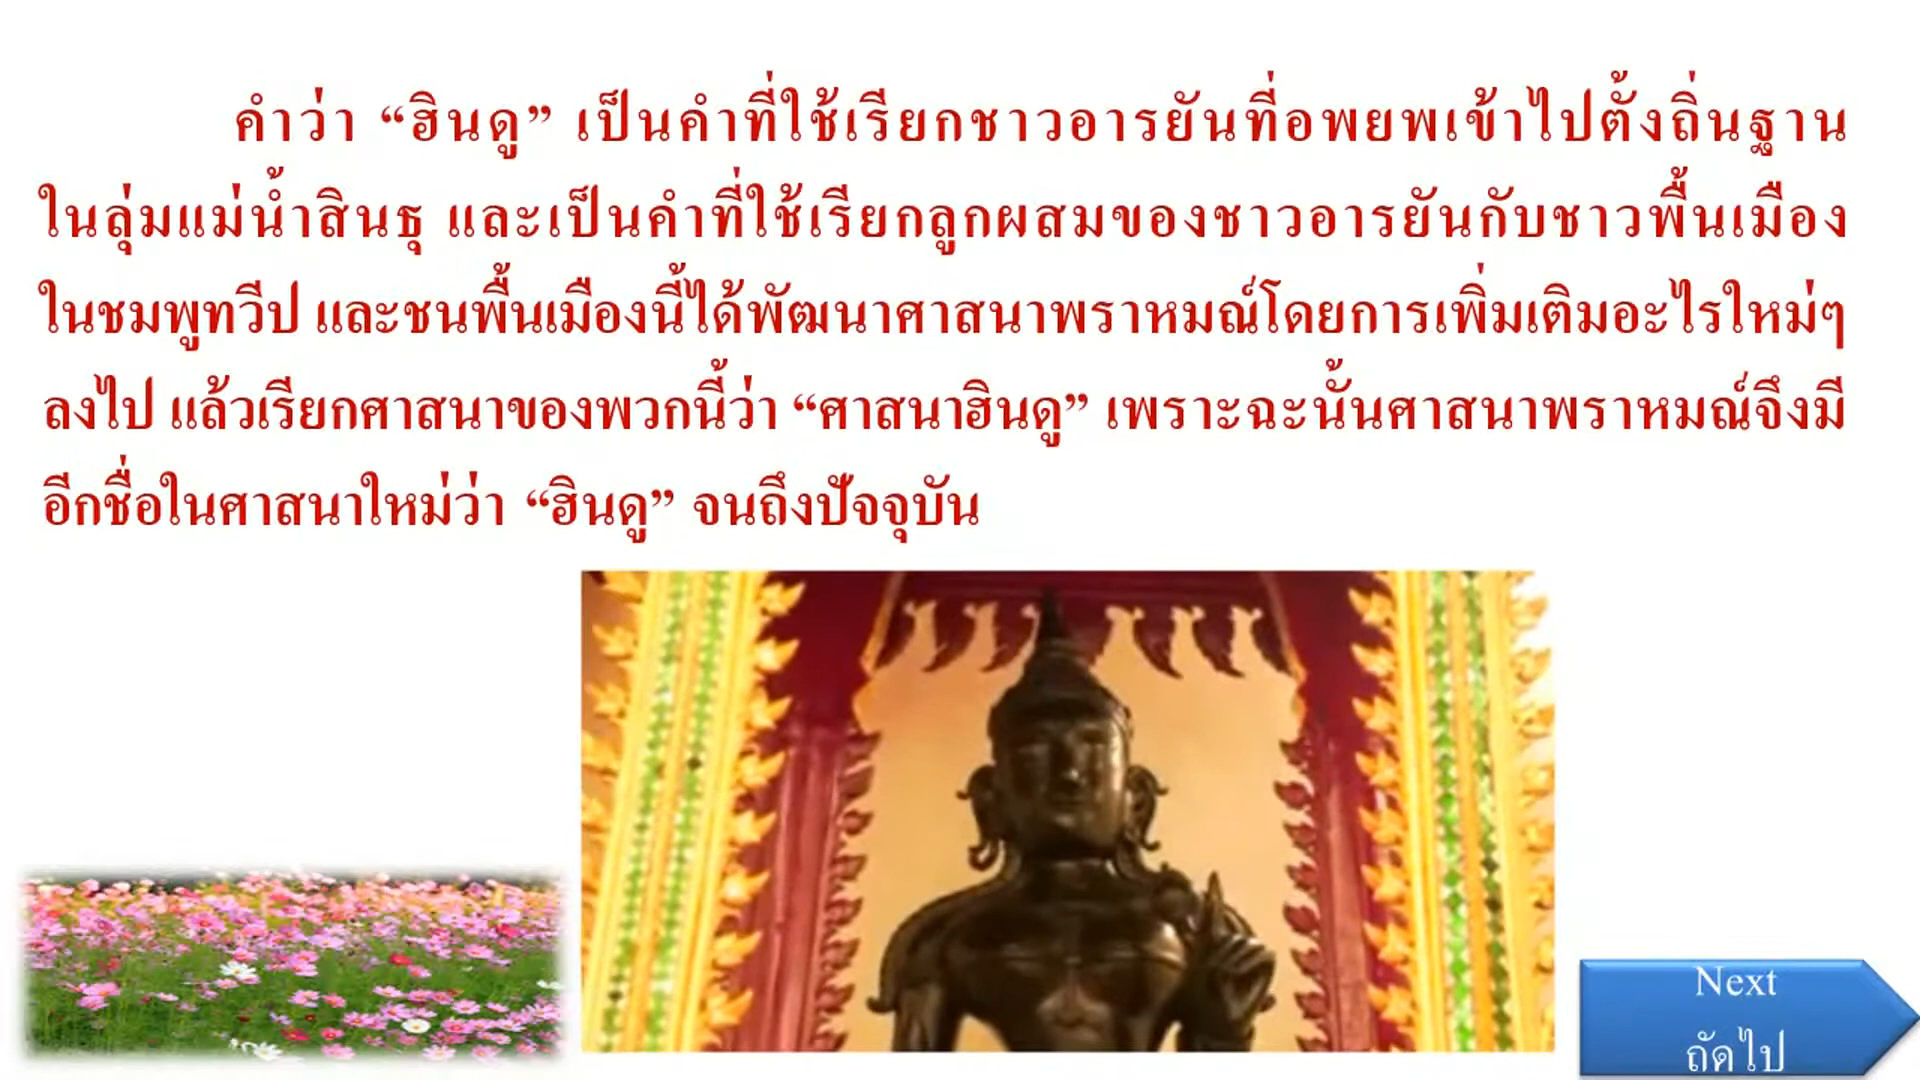 คำว่า “ฮินดู” เป็นคำที่ใช้เรียกชาวอารยันที่อพยพเข้าไปตั้งถิ่นฐาน
ในลุ่มแม่น้ำสินธุ และเป็นคำที่ใช้เรียกลูกผสมของชาวอารยันกับชาวพื้นเมือง
ในชมพูทวีป และชนพื้นเมืองนี้ได้พัฒนาศาสนาพราหมณ์โดยการเพิ่มเติมอะไรใหม่ๆ
ลงไป แล้วเรียกศาสนาของพวกนี้ว่า “ศาสนาฮินดู” เพราะฉะนั้นศาสนาพราหมณ์จึงมี
อีกชื่อในศาสนาใหม่ว่า “ฮินดู” จนถึงปัจจุบัน
Next
ถัดไป